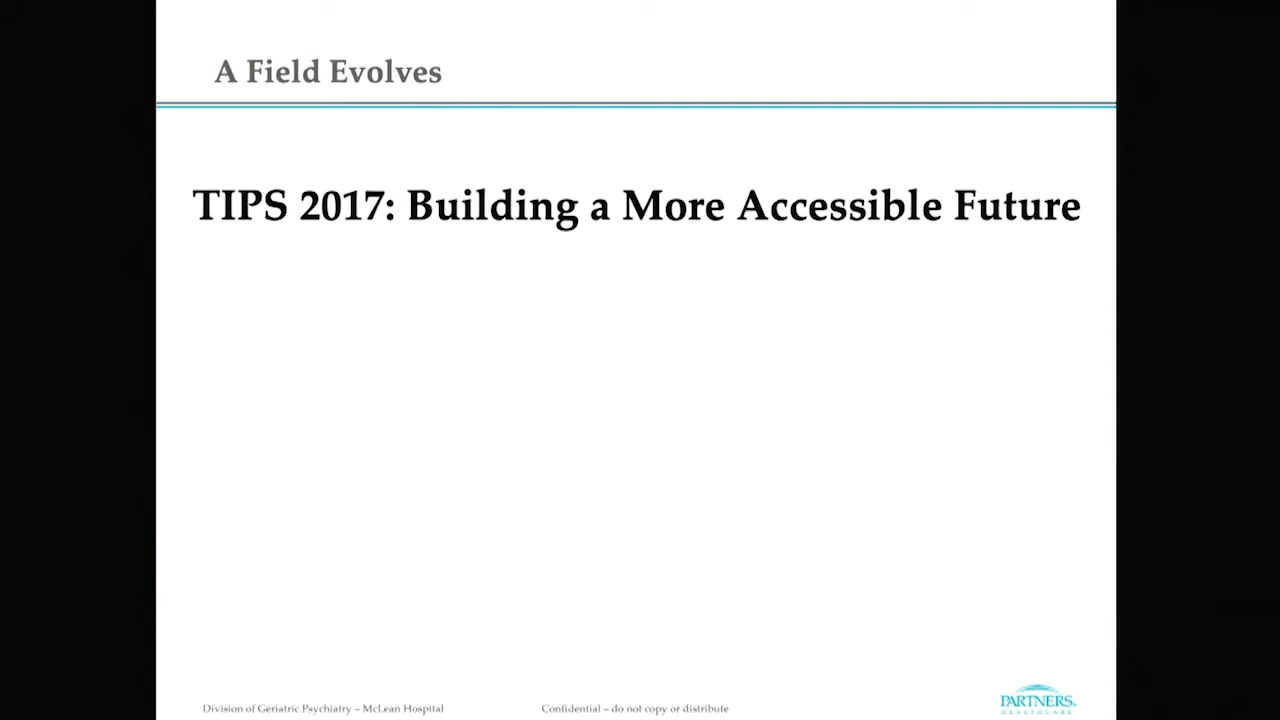 A Field Evolves
TIPS 2017: Building a More Accessible Future
Division of Geriatric Psychiatry – McLean Hospital
Confidential – do not copy or distribute
PARTNERS.
HEALTHCARE